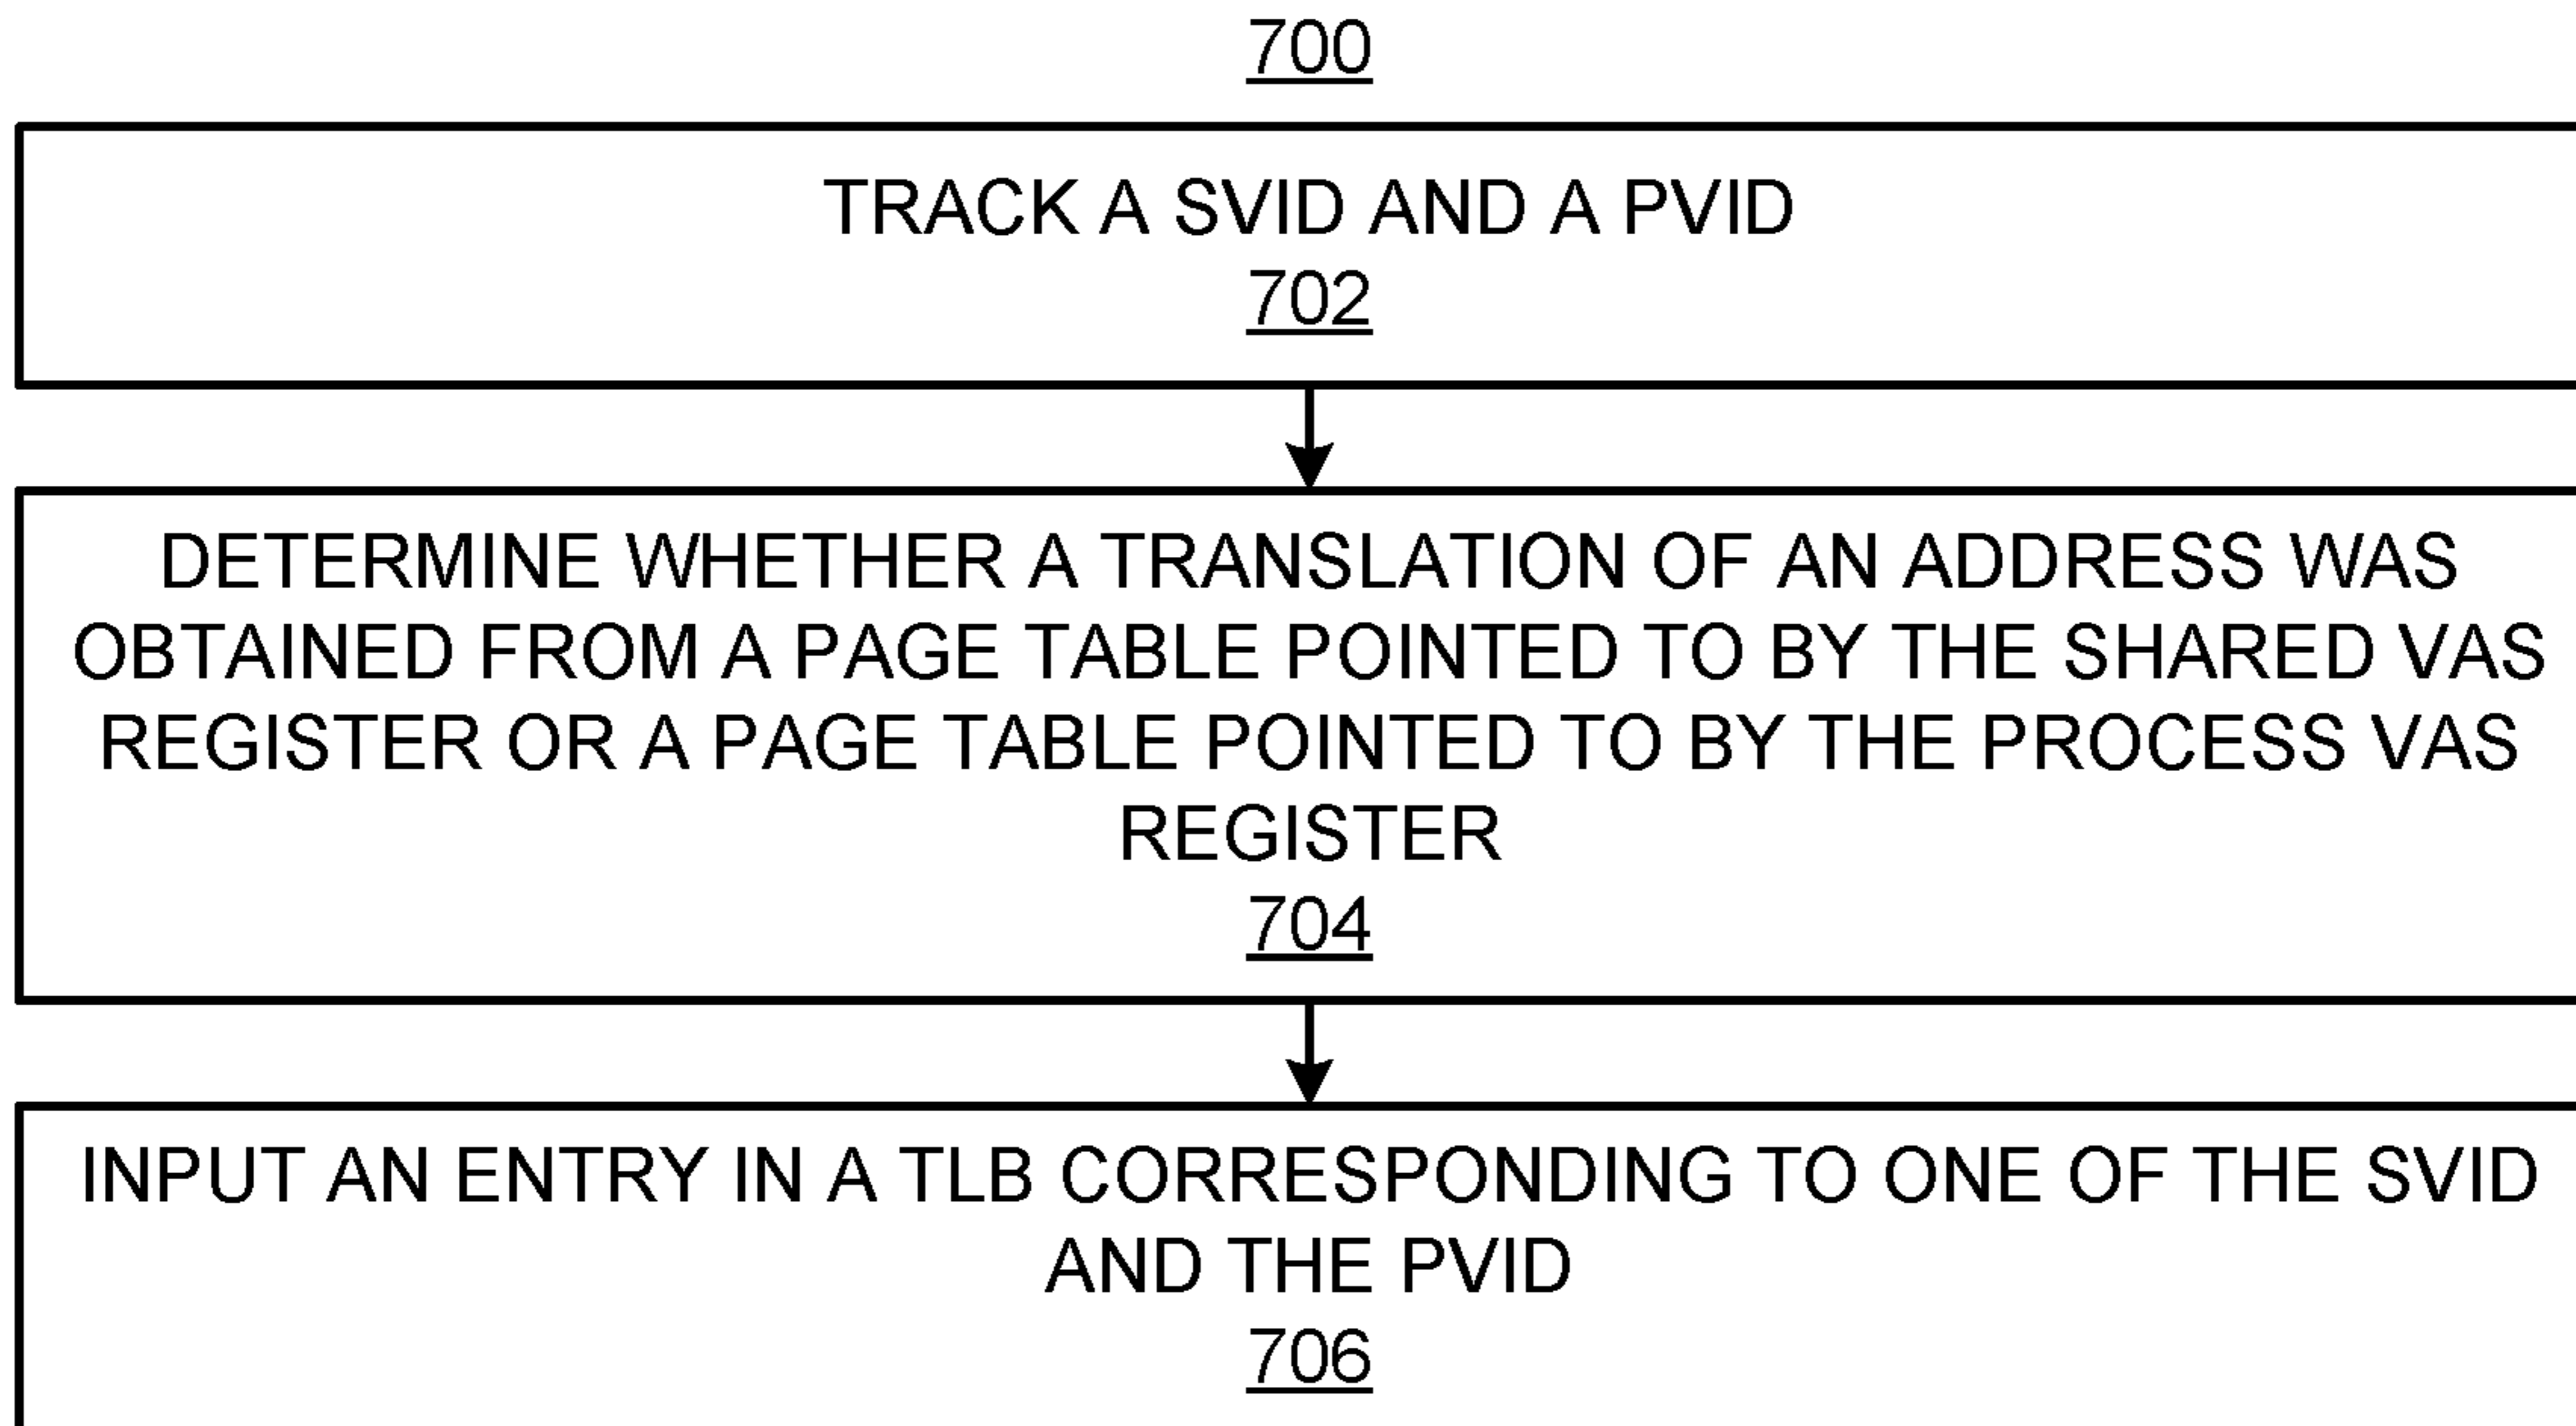 700
TRACK A SVID AND A PVID
702
DETERMINE WHETHER A TRANSLATION OF AN ADDRESS WAS
OBTAINED FROM A PAGE TABLE POINTED TO BY THE SHARED VAS
REGISTER OR A PAGE TABLE POINTED TO BY THE PROCESS VAS
REGISTER
704
INPUT AN ENTRY IN A TLB CORRESPONDING TO ONE OF THE SVID
AND THE PVID
706